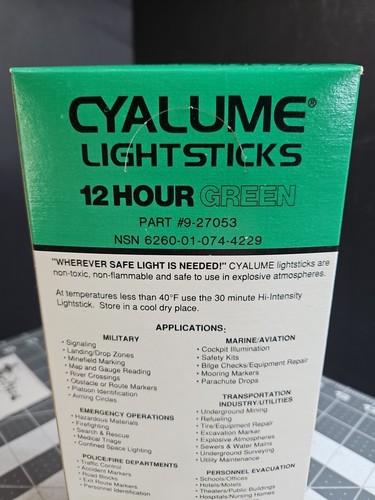 CYALUME®
LIGHTSTICKS
12 HOUR GREEN
PART #9-27053
NSN 6260-01-074-4229
"WHEREVER SAFE LIGHT IS NEEDED!" CYALUME lightsticks are
non-toxic, non-flammable and safe to use in explosive atmospheres.
At temperatures less than 40°F use the 30 minute Hi-Intensity
Lightstick. Store in a cool dry place.
APPLICATIONS:
MILITARY
• Signaling
• Landing/Drop Zones
• Minefield Marking
• Map and Gauge Reading
• River Crossings
• Obstacle or Route Markers
• Platoon Identification
• Aiming Circles
EMERGENCY OPERATIONS
• Hazardous Materials
• Firefighting
• Search & Rescue
• Medical Triage
• Confined Space Lighting
POLICE/FIRE DEPARTMENTS
• Traffic Control
• Accident Markers
• Road Blocks
• Exit Route Markers
• Personnel Identification
MARINE/AVIATION
• Cockpit Illumination
• Safety Kits
• Bilge Checks/Equipment Repair
• Mooring Markers
• Parachute Drops
TRANSPORTATION
INDUSTRY/UTILITIES
• Underground Mining
• Refueling
• Tire/Equipment Repair
• Excavation Marker
• Explosive Atmospheres
• Sewers & Water Mains
• Underground Surveying
• Utility Maintenance
PERSONNEL EVACUATION
• Schools/Offices
• Hotels/Motels
• Theaters/Public Buildings
• Hospitals/Nursing Homes